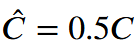 Ĉ = 0.5C